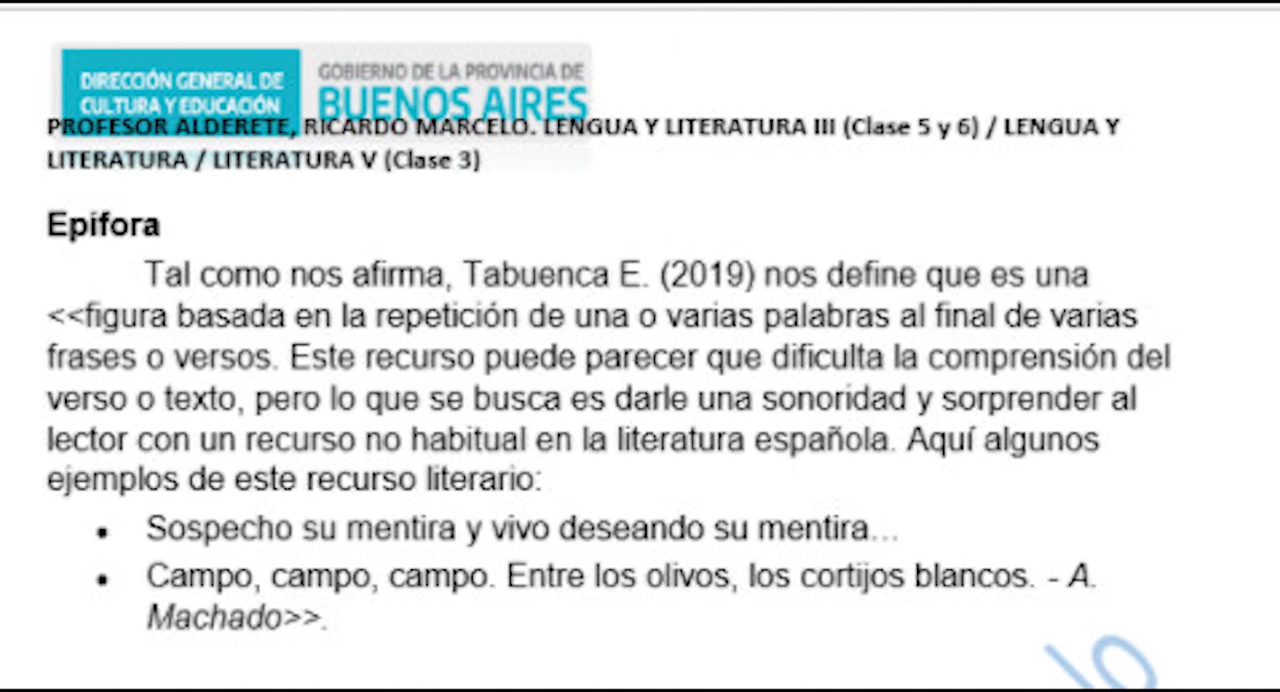 DIRECCIÓN GENERAL DE
CULTURA Y EDUCACIÓN
GOBIERNO DE LA PROVINCIA DE
BUENOS AIRES
PROFESOR ALDERETE, RICARDO MARCELO. LENGUA Y LITERATURA III (Clase 5 y 6) / LENGUA Y
LITERATURA / LITERATURA V (Clase 3)
Epífora
Tal como nos afirma, Tabuenca E. (2019) nos define que es una
<<figura basada en la repetición de una o varias palabras al final de varias
frases o versos. Este recurso puede parecer que dificulta la comprensión del
verso o texto, pero lo que se busca es darle una sonoridad y sorprender al
lector con un recurso no habitual en la literatura española. Aquí algunos
ejemplos de este recurso literario:
• Sospecho su mentira y vivo deseando su mentira...
• Campo, campo, campo. Entre los olivos, los cortijos blancos. - A.
Machado>>.